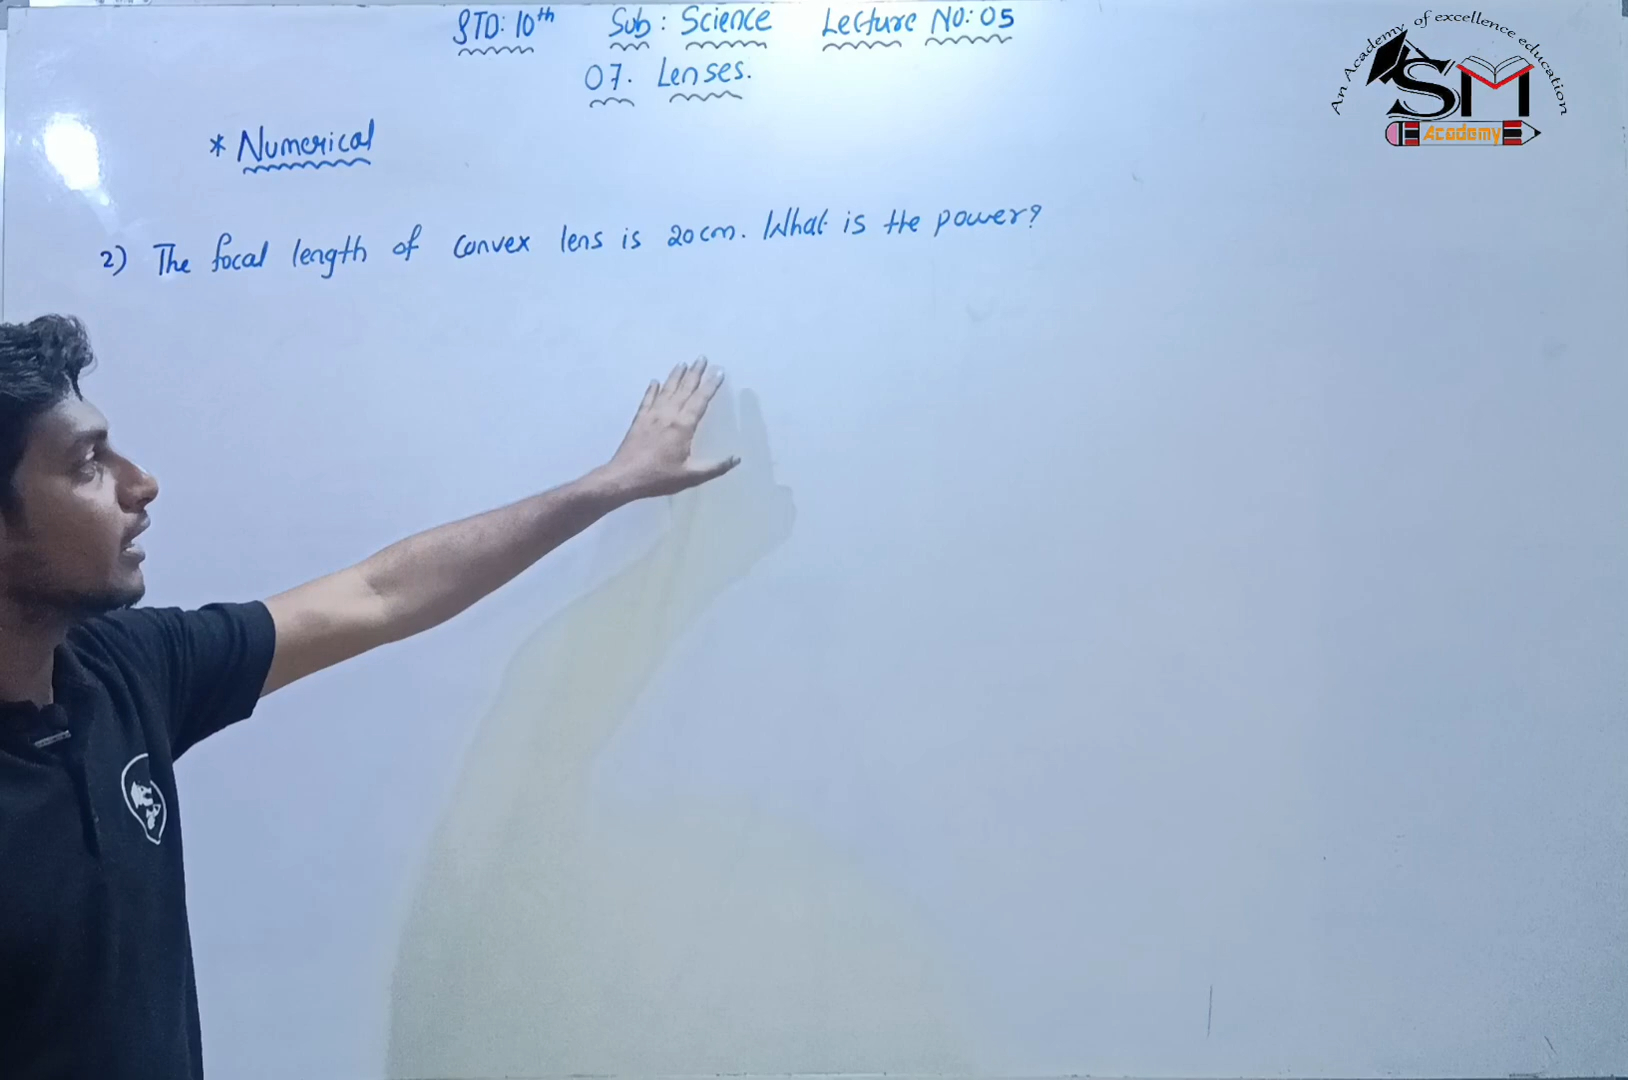 STD: 10th Sub: Science Lecture NO: 05
07. Lenses.
* Numerical
2) The focal length of convex lens is 20cm. What is the power?
An Academy of excellence education
SM
Academy